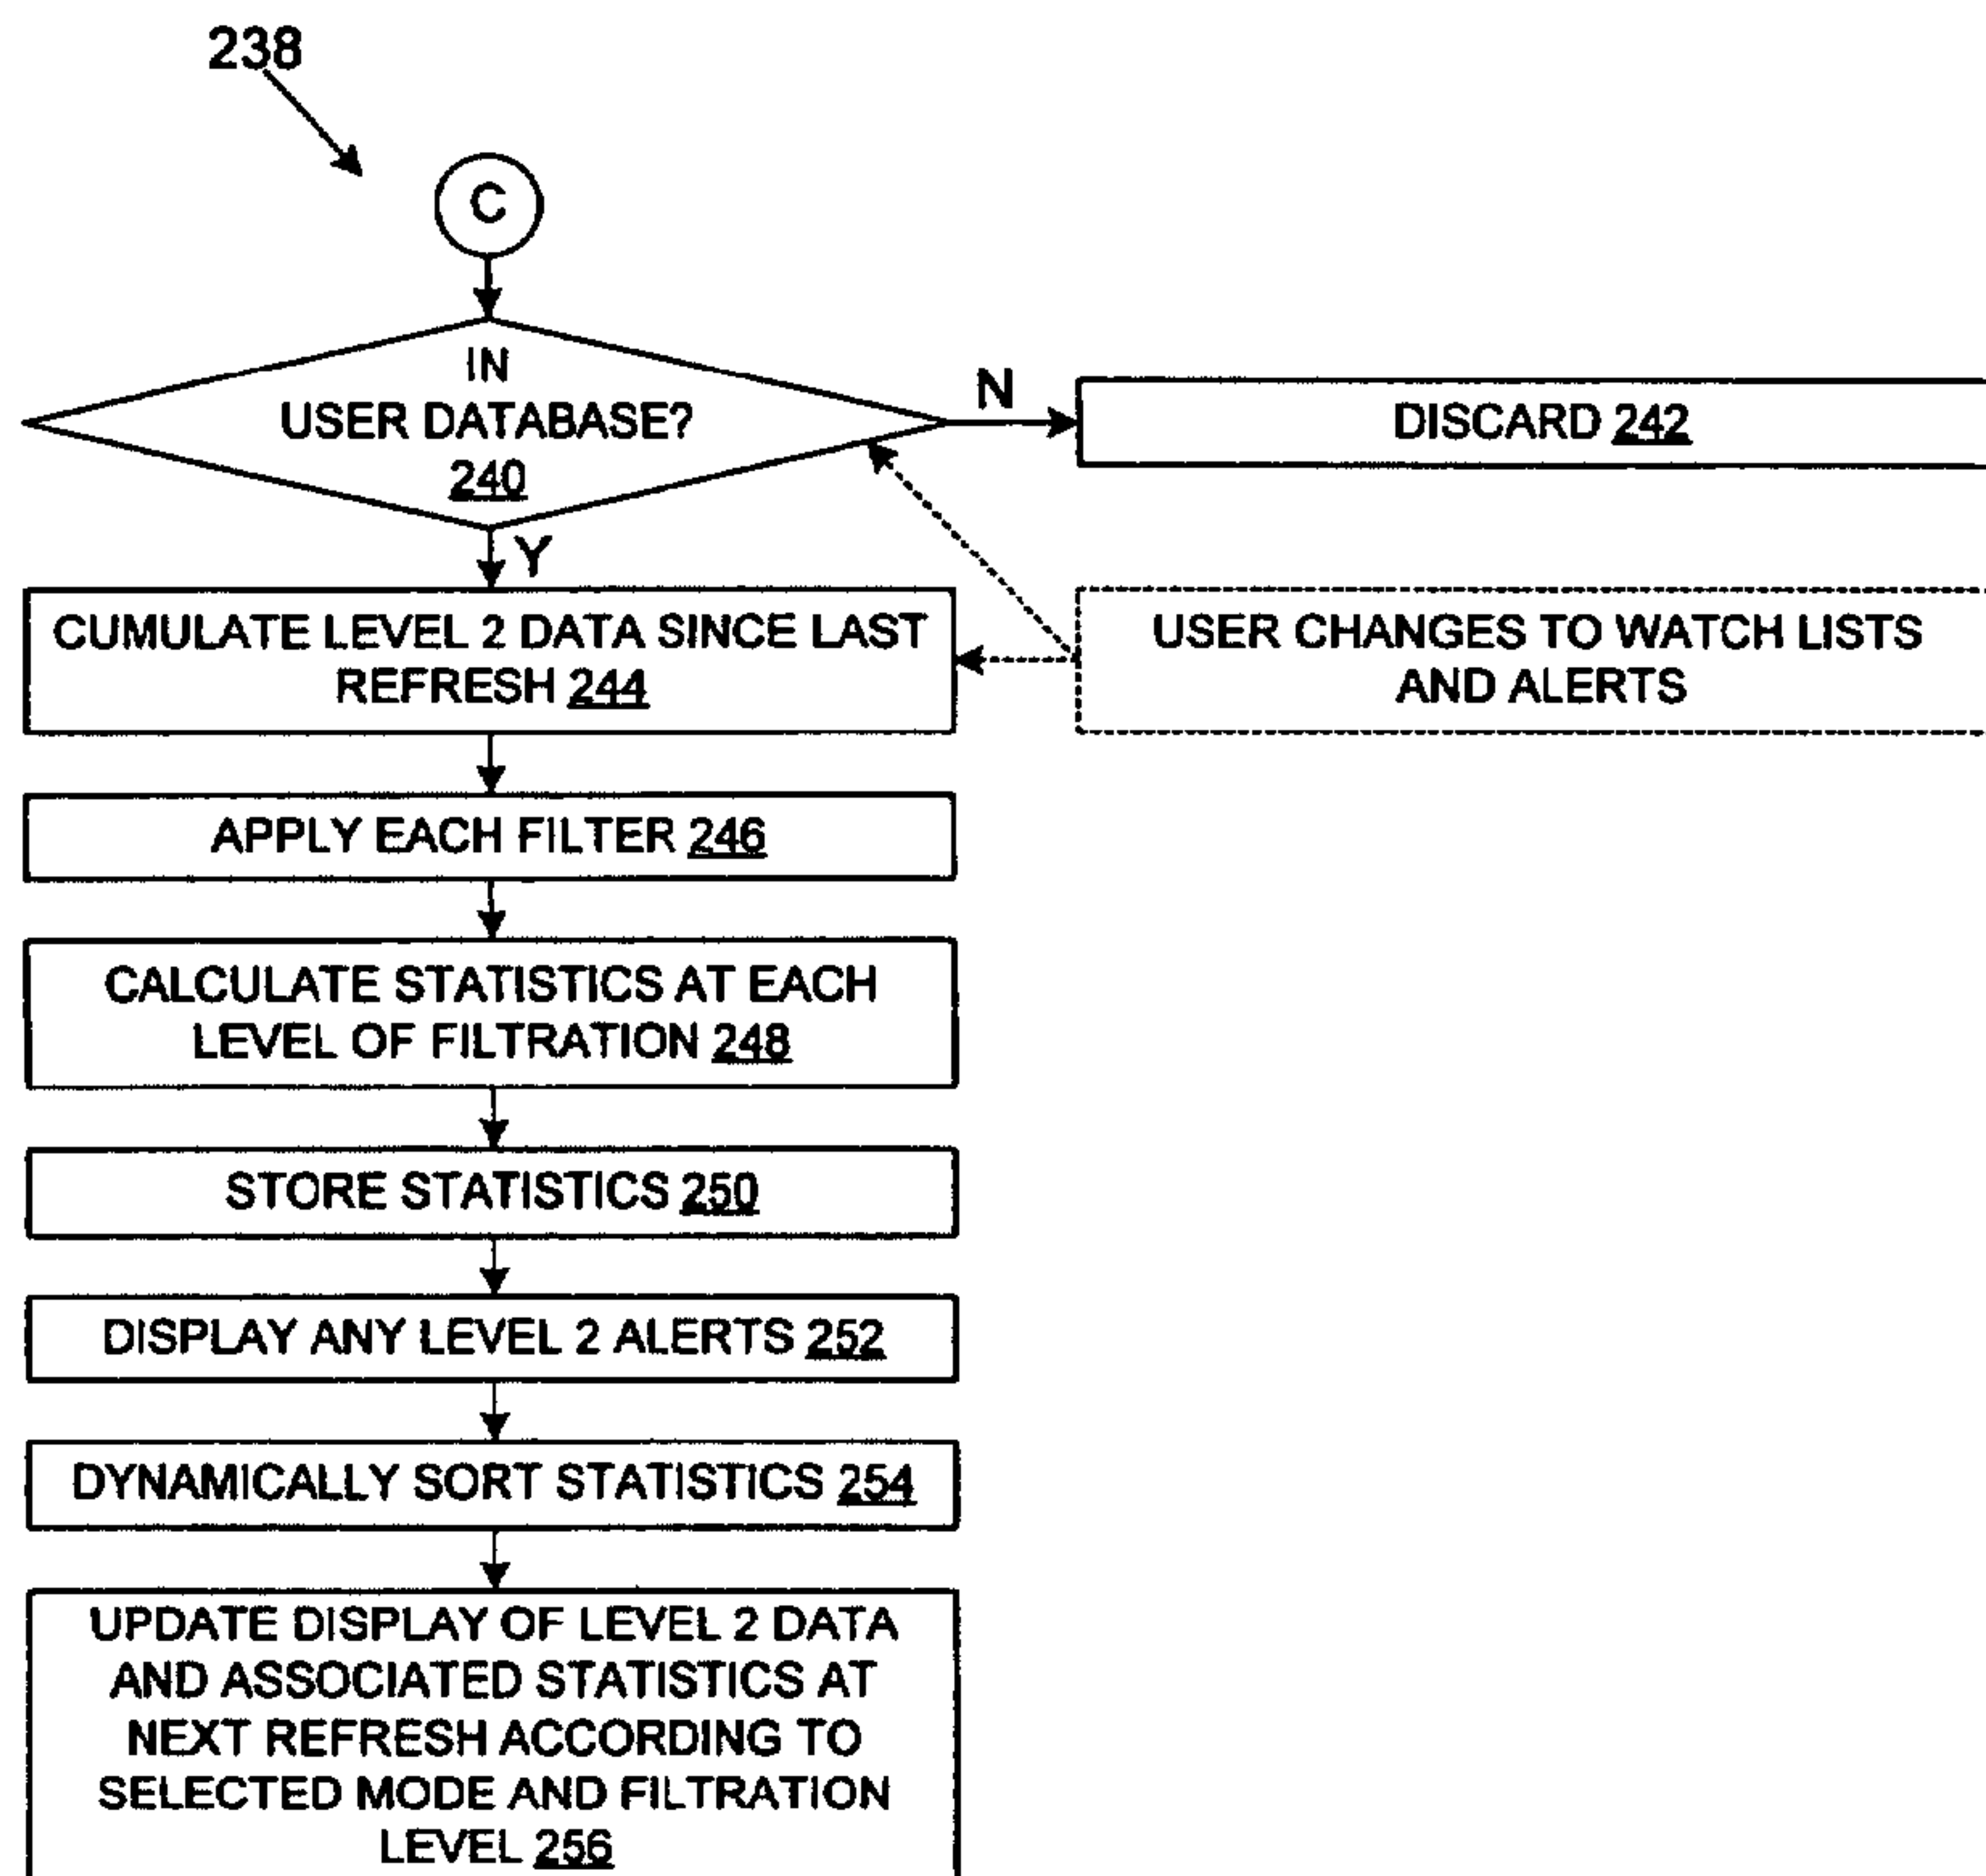 238
C
IN
USER DATABASE?
240
N
DISCARD 242
Y
CUMULATE LEVEL 2 DATA SINCE LAST
REFRESH 244
USER CHANGES TO WATCH LISTS
AND ALERTS
APPLY EACH FILTER 246
CALCULATE STATISTICS AT EACH
LEVEL OF FILTRATION 248
STORE STATISTICS 250
DISPLAY ANY LEVEL 2 ALERTS 252
DYNAMICALLY SORT STATISTICS 254
UPDATE DISPLAY OF LEVEL 2 DATA
AND ASSOCIATED STATISTICS AT
NEXT REFRESH ACCORDING TO
SELECTED MODE AND FILTRATION
LEVEL 256